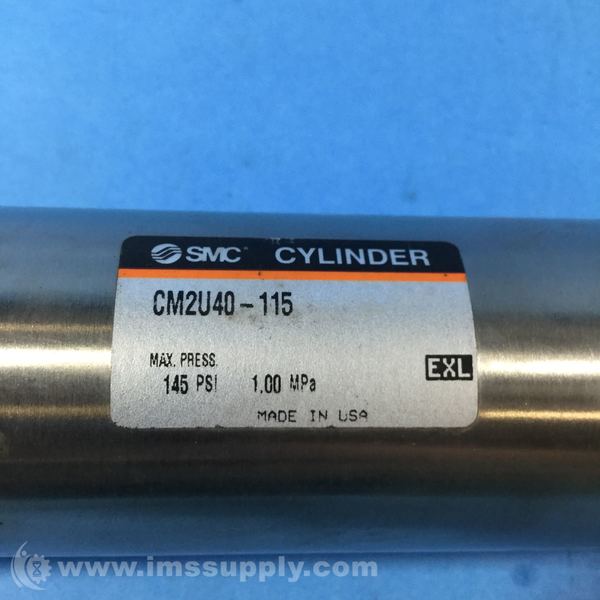 SMC CYLINDER
CM2U40-115
MAX. PRESS.
145 PSI 1.00 MPa
EXL
MADE IN USA
www.imssupply.com